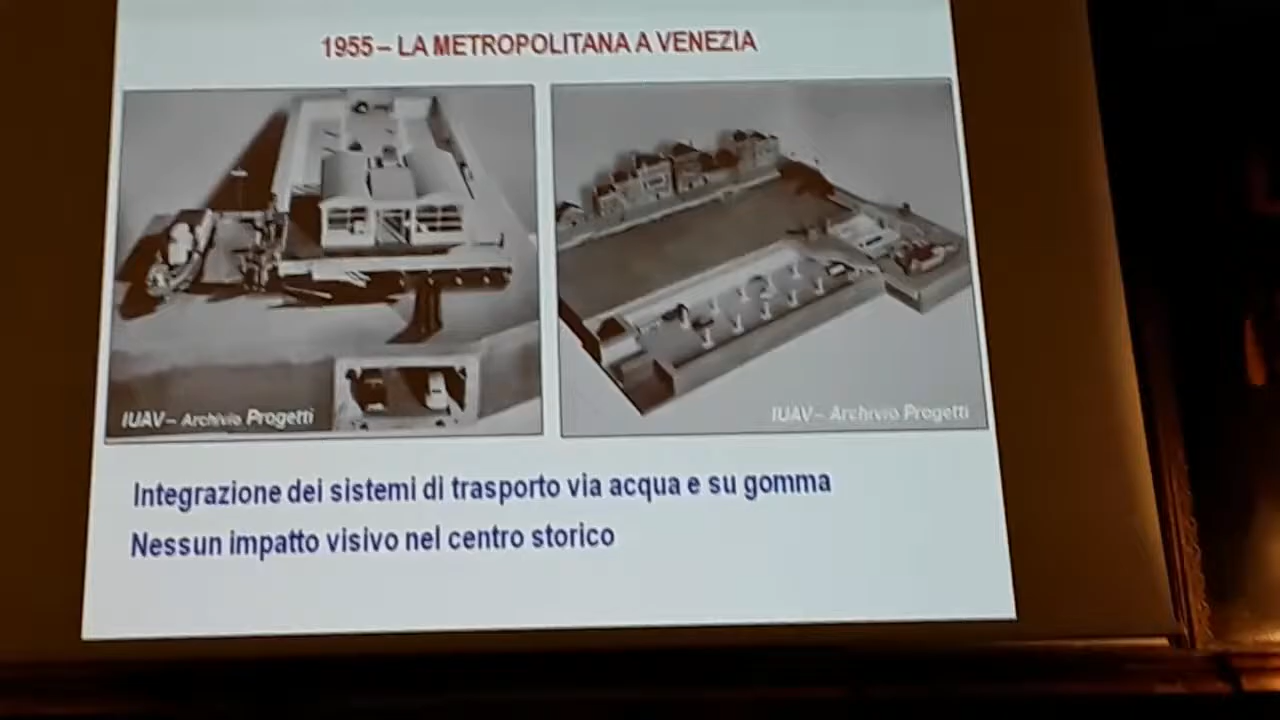 1955 – LA METROPOLITANA A VENEZIA
IUAV – Archivio Progetti
IUAV – Archivio Progetti
Integrazione dei sistemi di trasporto via acqua e su gomma
Nessun impatto visivo nel centro storico